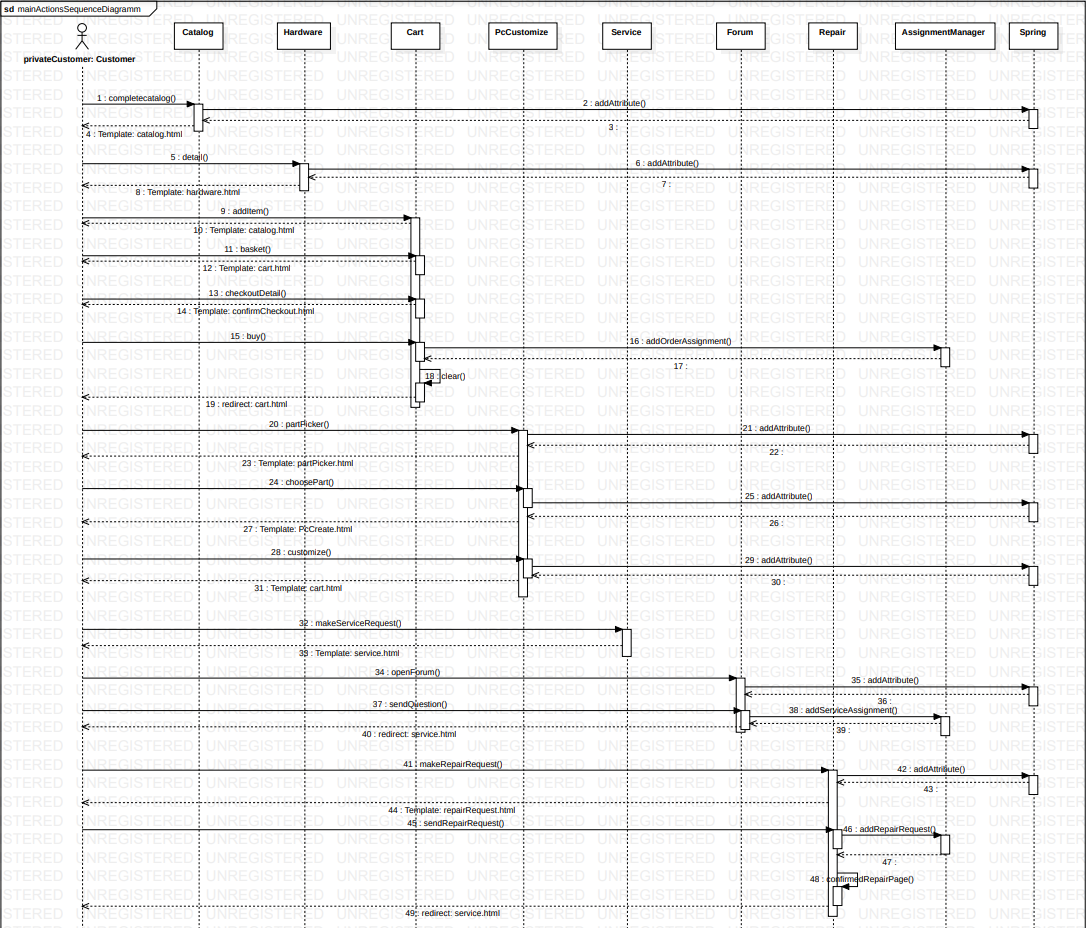 sd mainActionsSequenceDiagramm
Catalog
Hardware
Cart
PcCustomize
Service
Forum
Repair
AssignmentManager
Spring
privateCustomer: Customer
1 : completecatalog()
2 : addAttribute()
3 :
4 : Template: catalog.html
5 : detail()
6 : addAttribute()
7 :
8 : Template: hardware.html
9 : addItem()
10 : Template: catalog.html
11 : basket()
12 : Template: cart.html
13 : checkoutDetail()
14 : Template: confirmCheckout.html
15 : buy()
16 : addOrderAssignment()
17 :
18 : clear()
19 : redirect: cart.html
20 : partPicker()
21 : addAttribute()
22 :
23 : Template: partPicker.html
24 : choosePart()
25 : addAttribute()
26 :
27 : Template: PcCreate.html
28 : customize()
29 : addAttribute()
30 :
31 : Template: cart.html
32 : makeServiceRequest()
33 : Template: service.html
34 : openForum()
35 : addAttribute()
36 :
37 : sendQuestion()
38 : addServiceAssignment()
39 :
40 : redirect: service.html
41 : makeRepairRequest()
42 : addAttribute()
43 :
44 : Template: repairRequest.html
45 : sendRepairRequest()
46 : addRepairRequest()
47 :
48 : confirmedRepairPage()
49 : redirect: service.html